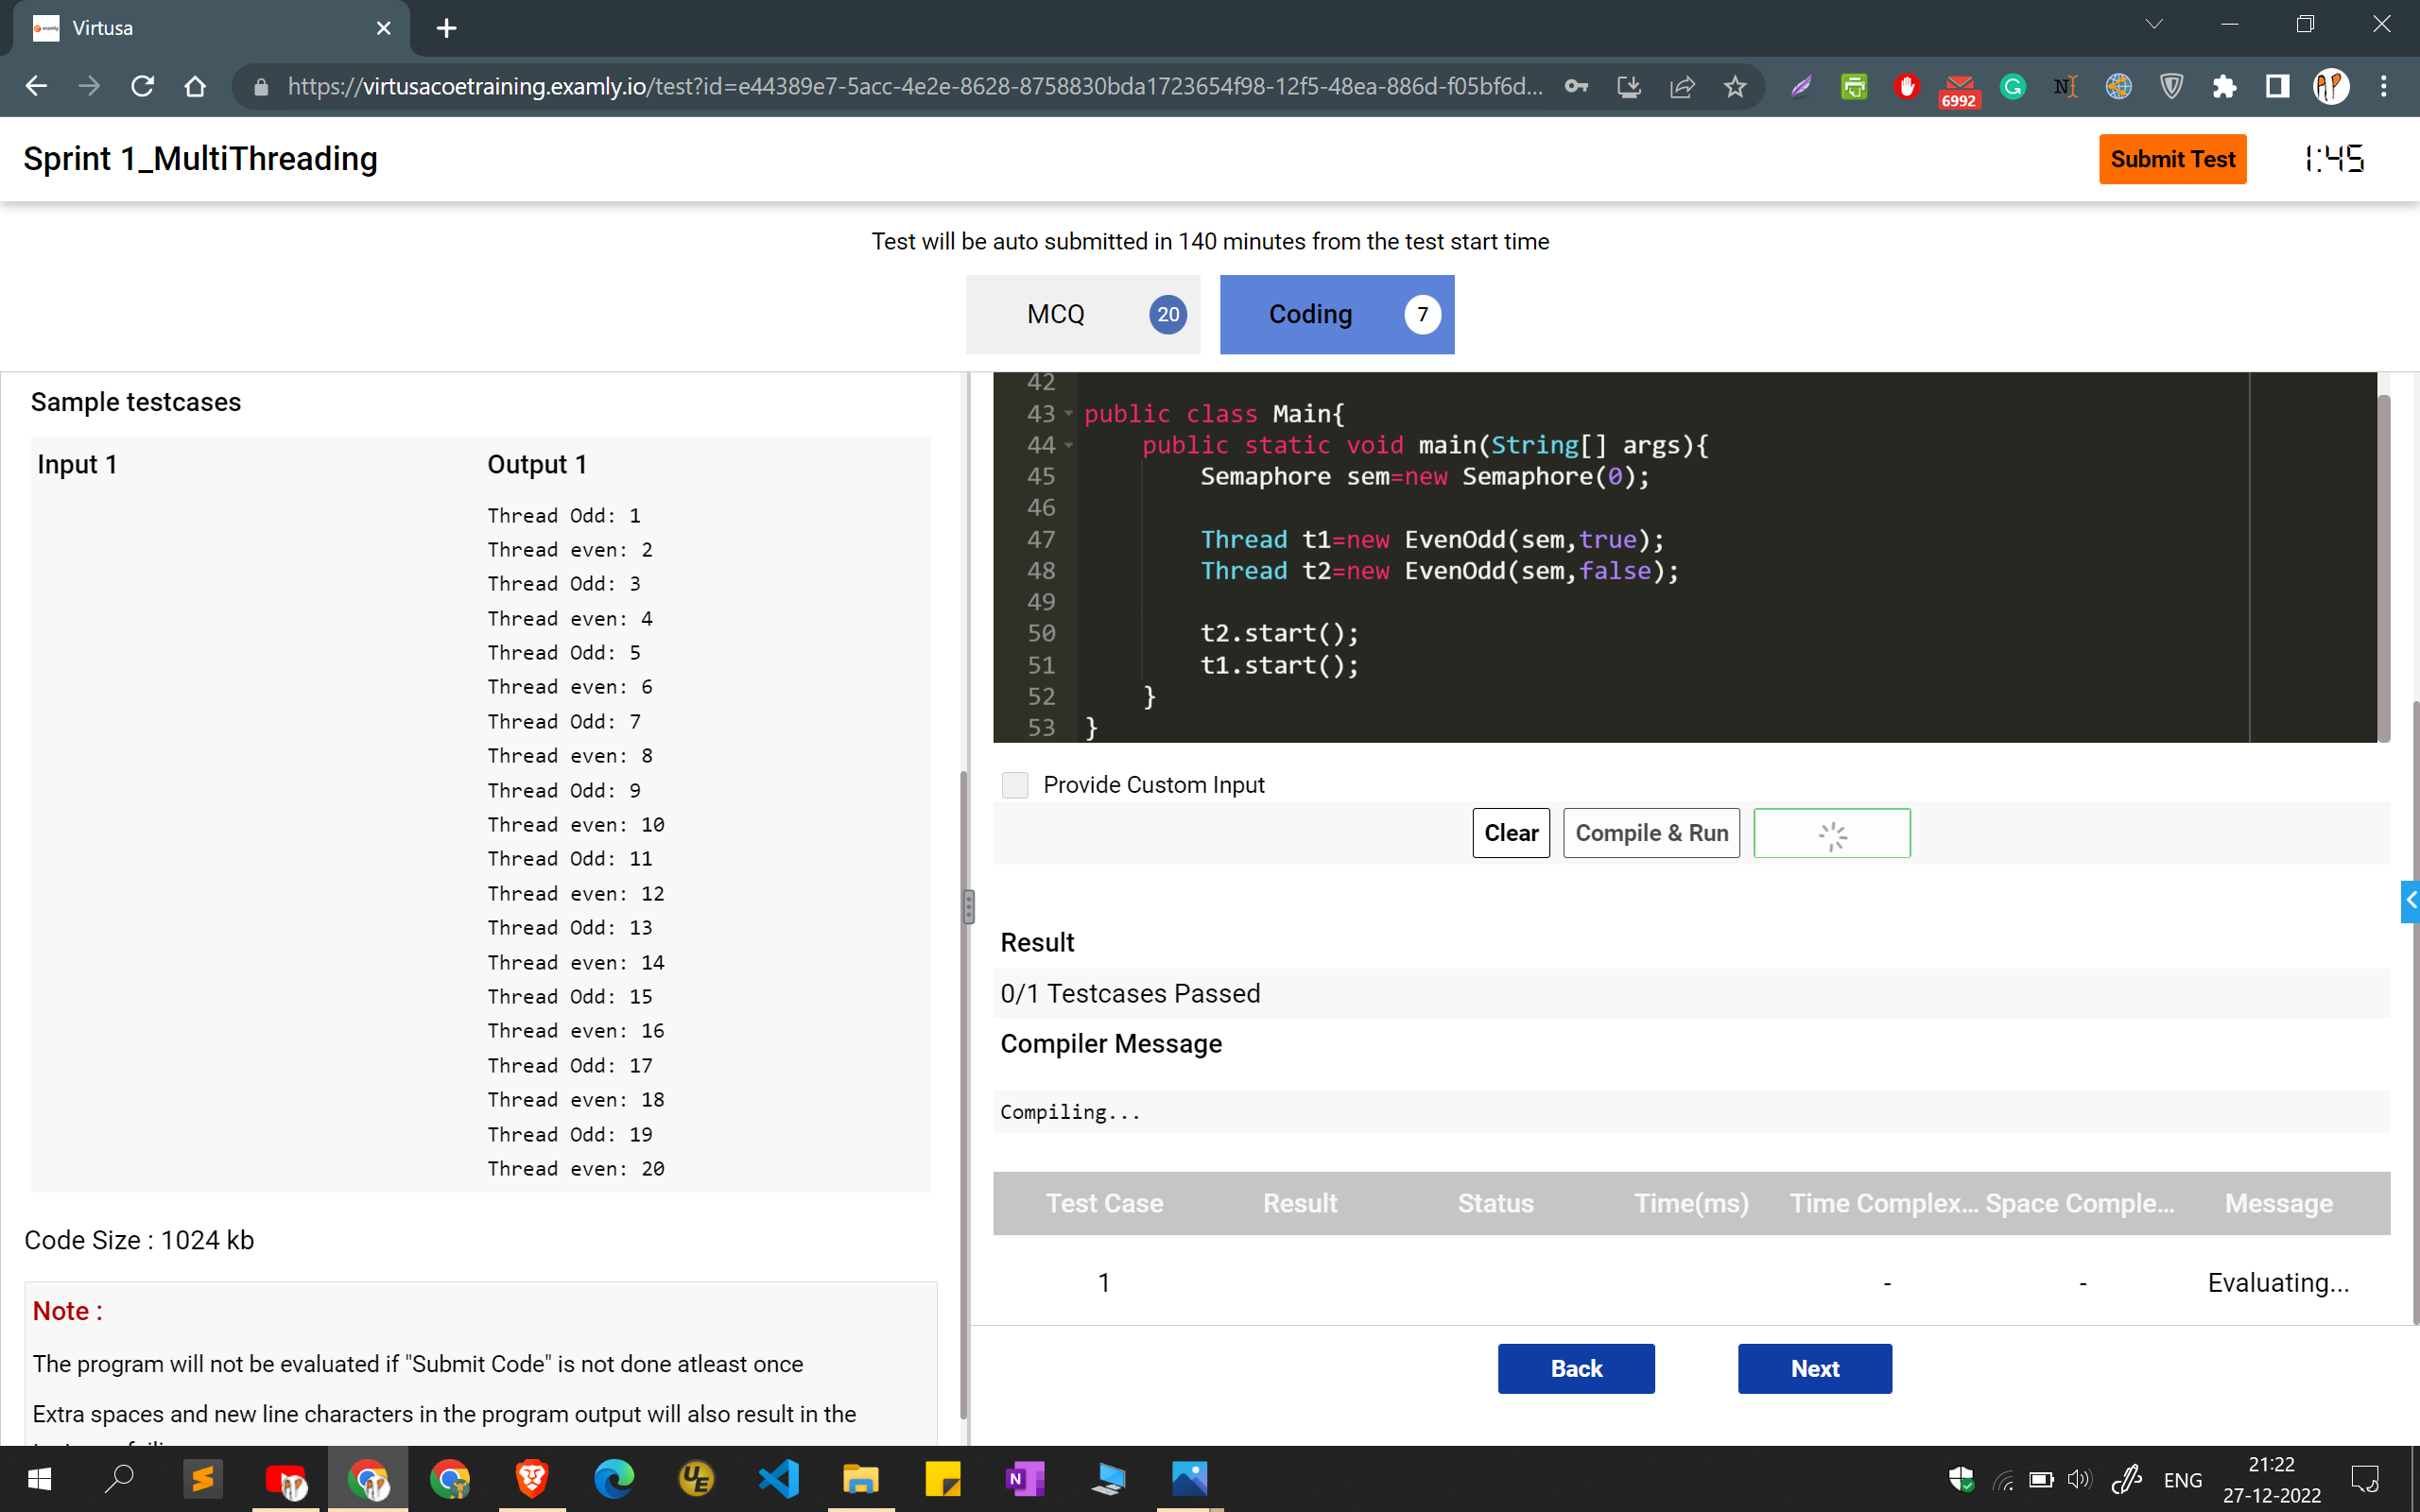 Virtusa
https://virtusacoetraining.examly.io/test?id=e44389e7-5acc-4e2e-8628-8758830bda1723654f98-12f5-48ea-886d-f05bf6d...
6992
Sprint 1_MultiThreading
Submit Test
1:45
Test will be auto submitted in 140 minutes from the test start time
MCQ 20
Coding 7
Sample testcases
Input 1
Output 1
Thread Odd: 1
Thread even: 2
Thread Odd: 3
Thread even: 4
Thread Odd: 5
Thread even: 6
Thread Odd: 7
Thread even: 8
Thread Odd: 9
Thread even: 10
Thread Odd: 11
Thread even: 12
Thread Odd: 13
Thread even: 14
Thread Odd: 15
Thread even: 16
Thread Odd: 17
Thread even: 18
Thread Odd: 19
Thread even: 20
Code Size : 1024 kb
Note :
The program will not be evaluated if "Submit Code" is not done atleast once
Extra spaces and new line characters in the program output will also result in the
42
43 public class Main{
44 public static void main(String[] args){
45 Semaphore sem=new Semaphore(0);
46
47 Thread t1=new EvenOdd(sem,true);
48 Thread t2=new EvenOdd(sem,false);
49
50 t2.start();
51 t1.start();
52 }
53 }
Provide Custom Input
Clear
Compile & Run
Result
0/1 Testcases Passed
Compiler Message
Compiling...
Test Case Result Status Time(ms) Time Complex... Space Comple... Message
1 - - Evaluating...
Back
Next
ENG
21:22
27-12-2022